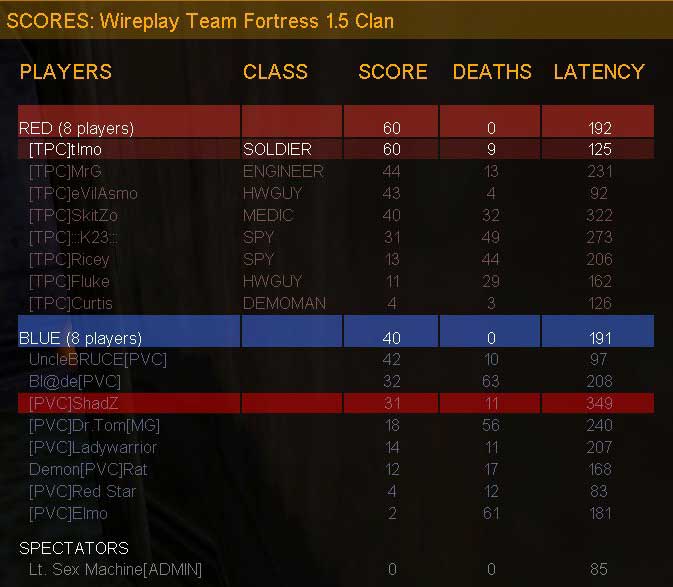 SCORES: Wireplay Team Fortress 1.5 Clan
PLAYERS CLASS SCORE DEATHS LATENCY
RED (8 players) 60 0 192
[TPC]tImo SOLDIER 60 9 125
[TPC]MrG ENGINEER 44 13 231
[TPC]eVilAsmo HWGUY 43 4 92
[TPC]SkitZo MEDIC 40 32 322
[TPC]::K23::: SPY 31 49 273
[TPC]Ricey SPY 13 44 206
[TPC]Fluke HWGUY 11 29 162
[TPC]Curtis DEMOMAN 4 3 126
BLUE (8 players) 40 0 191
UncleBRUCE[PVC] 42 10 97
Bl@de[PVC] 32 63 208
[PVC]ShadZ 31 11 349
[PVC]Dr.Tom[MG] 18 56 240
[PVC]Ladywarrior 14 11 207
Demon[PVC]Rat 12 17 168
[PVC]Red Star 4 12 83
[PVC]Elmo 2 61 181
SPECTATORS
Lt. Sex Machine[ADMIN] 0 0 85